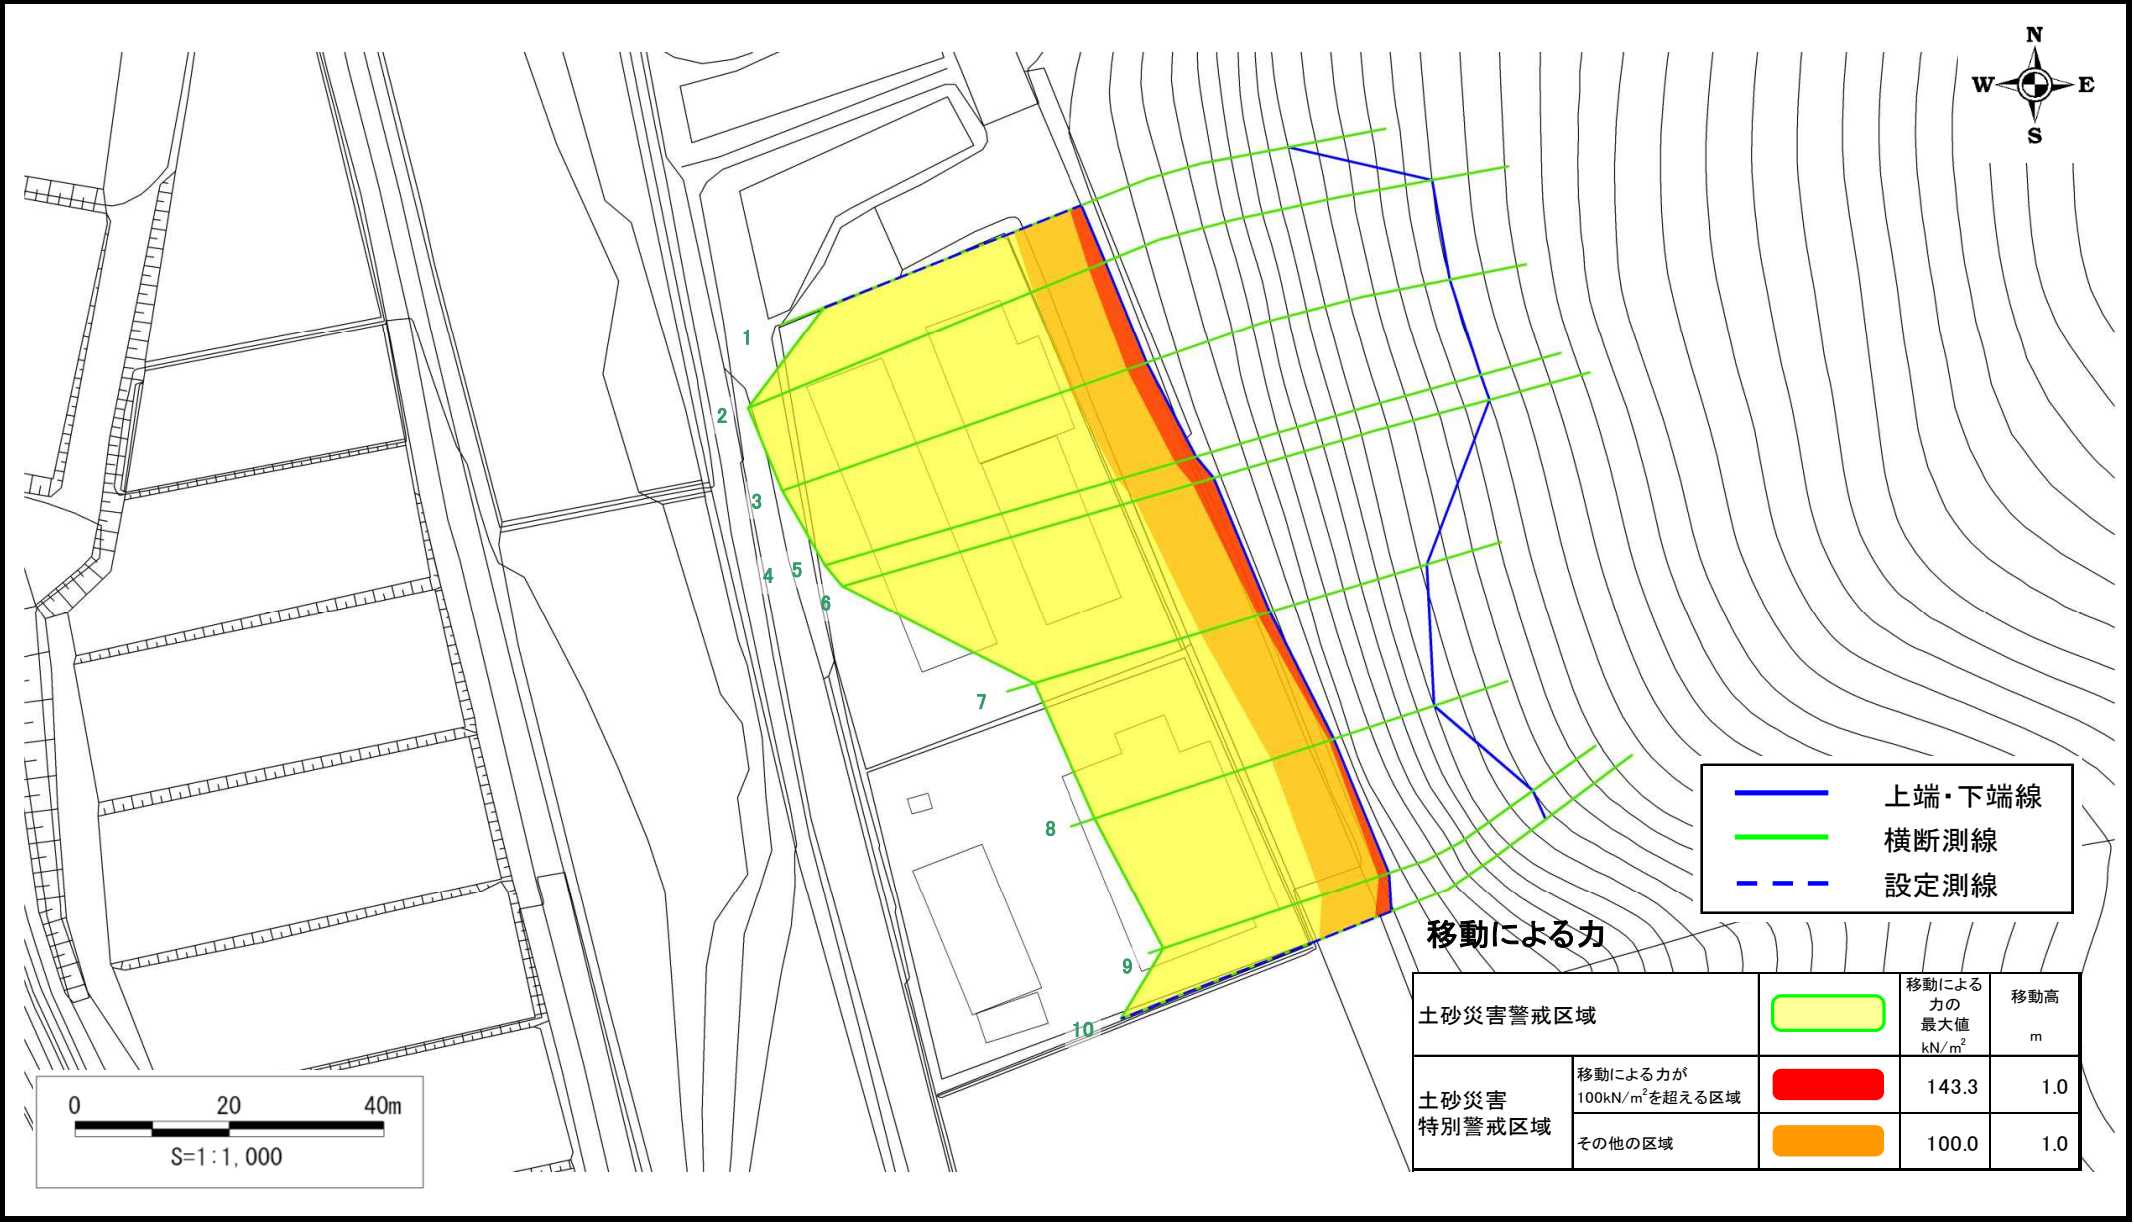 N
W E
S
1
2
3
4
5
6
7
8
9
10
上端・下端線
横断測線
設定測線
移動による力
土砂災害警戒区域
移動による
力の
最大値
kN/m²
移動高
m
土砂災害
特別警戒区域
移動による力が
100kN/m²を超える区域
143.3
1.0
その他の区域
100.0
1.0
0 20 40m
S=1:1,000